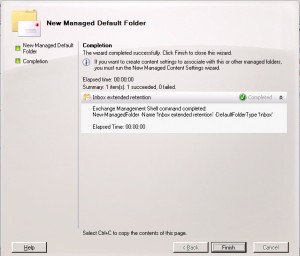 New Managed Default Folder
New Managed Default
Folder
Completion
Completion
The wizard completed successfully. Click Finish to close this wizard.
If you want to create content settings to associate with this or other managed folders,
you must run the New Managed Content Settings wizard.
Elapsed time: 00:00:00
Summary: 1 item(s). 1 succeeded, 0 failed.
Inbox extended retention
Completed
Exchange Management Shell command completed:
New-ManagedFolder -Name 'Inbox extended retention' -DefaultFolderType 'Inbox'
Elapsed Time: 00:00:00
Select Ctrl+C to copy the contents of this page.
Help
< Back
Finish
Cancel